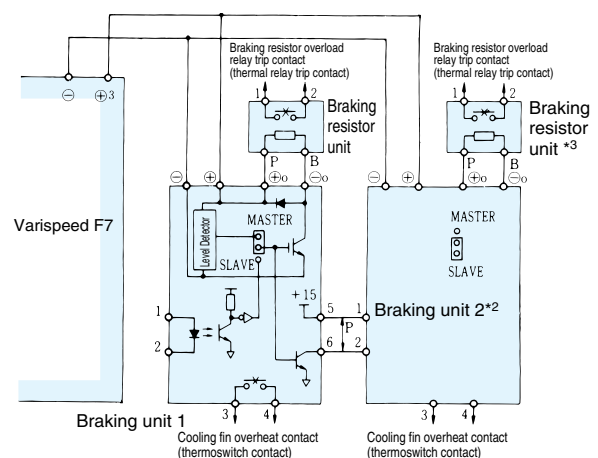 Braking resistor overload
relay trip contact
(thermal relay trip contact)
Braking resistor overload
relay trip contact
(thermal relay trip contact)
1 2
1 2
⊖ ⊕3
Braking
resistor
unit
Braking
resistor
unit *3
P B
P B
⊖ ⊕ ⊕o ⊖o
⊖ ⊕ ⊕o ⊖o
Varispeed F7
Level Detector
MASTER
SLAVE
MASTER
SLAVE
+15
1
2
5
6
P
1
2
Braking unit 2*2
3 4
3 4
Braking unit 1
Cooling fin overheat contact
(thermoswitch contact)
Cooling fin overheat contact
(thermoswitch contact)